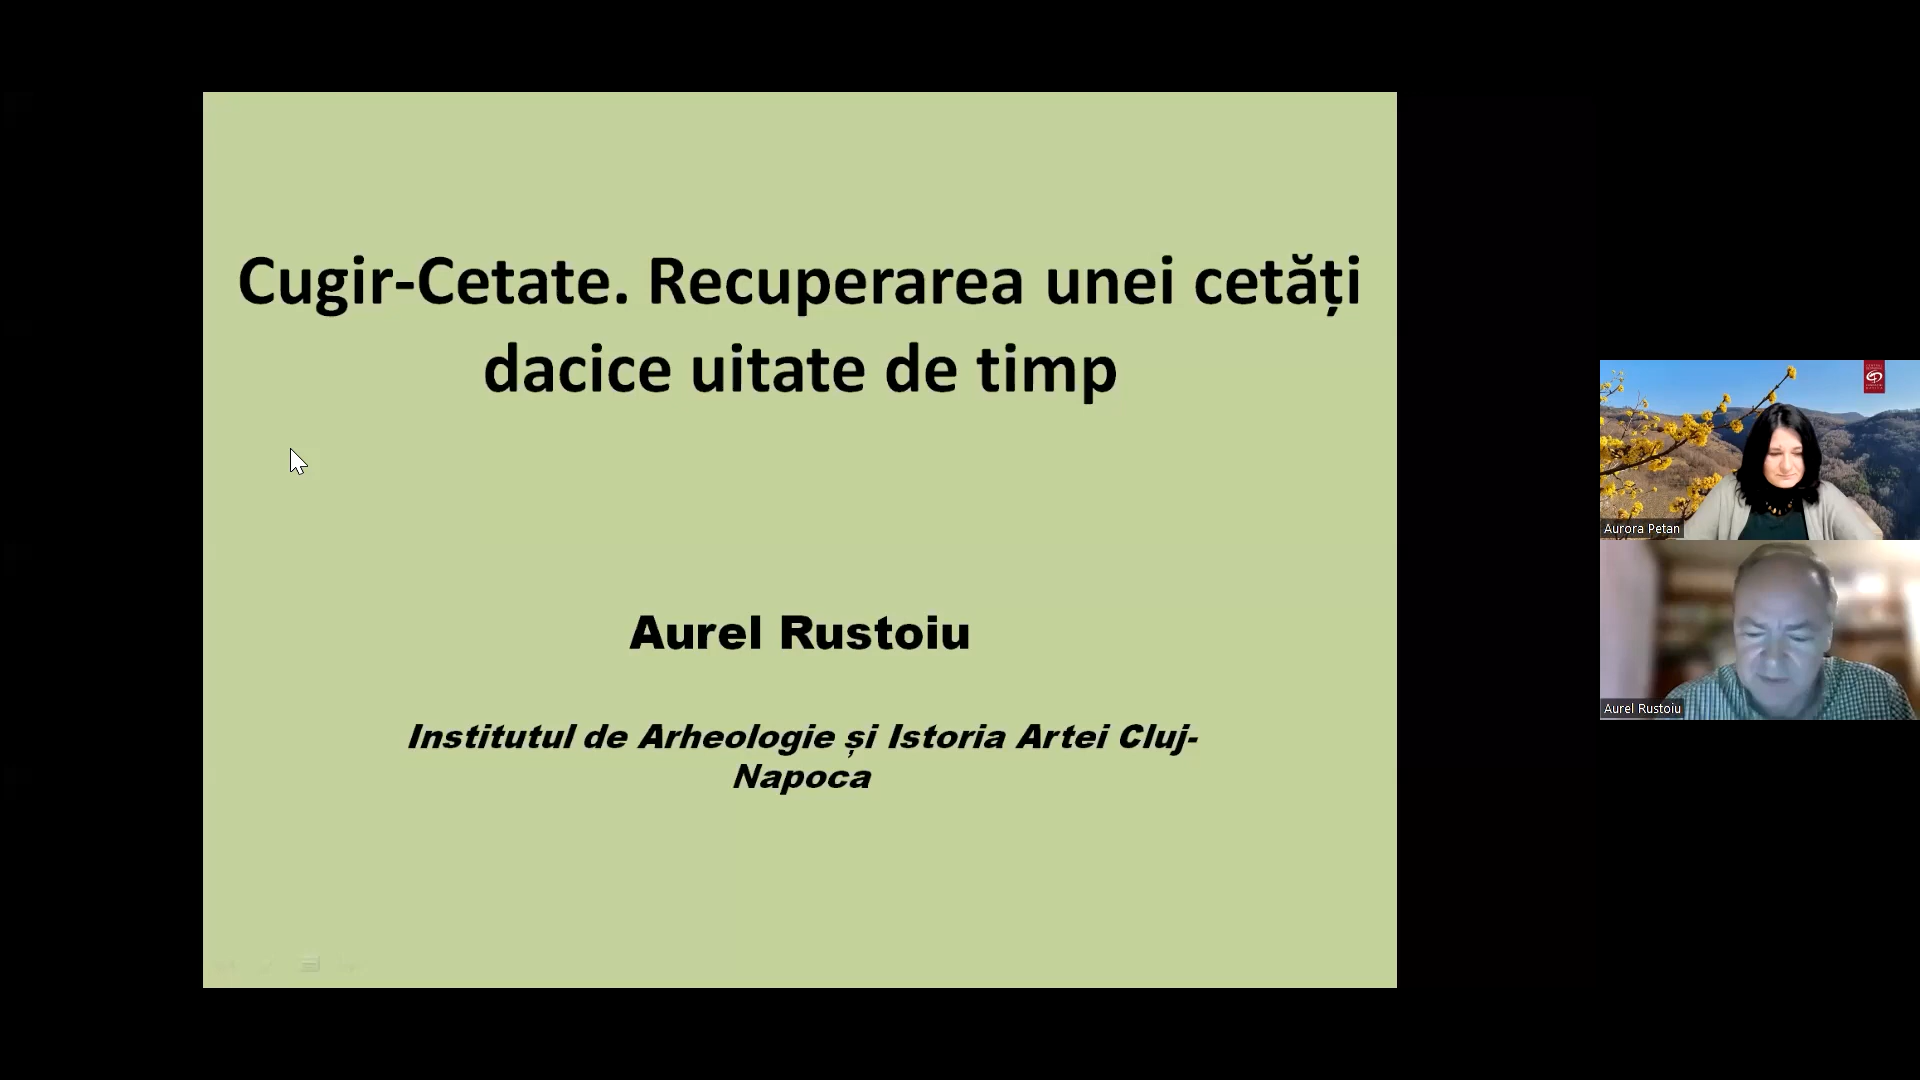 Cugir-Cetate. Recuperarea unei cetăți
dacice uitate de timp
Aurel Rustoiu
Institutul de Arheologie și Istoria Artei Cluj-
Napoca
Aurora Petan
Aurel Rustoiu